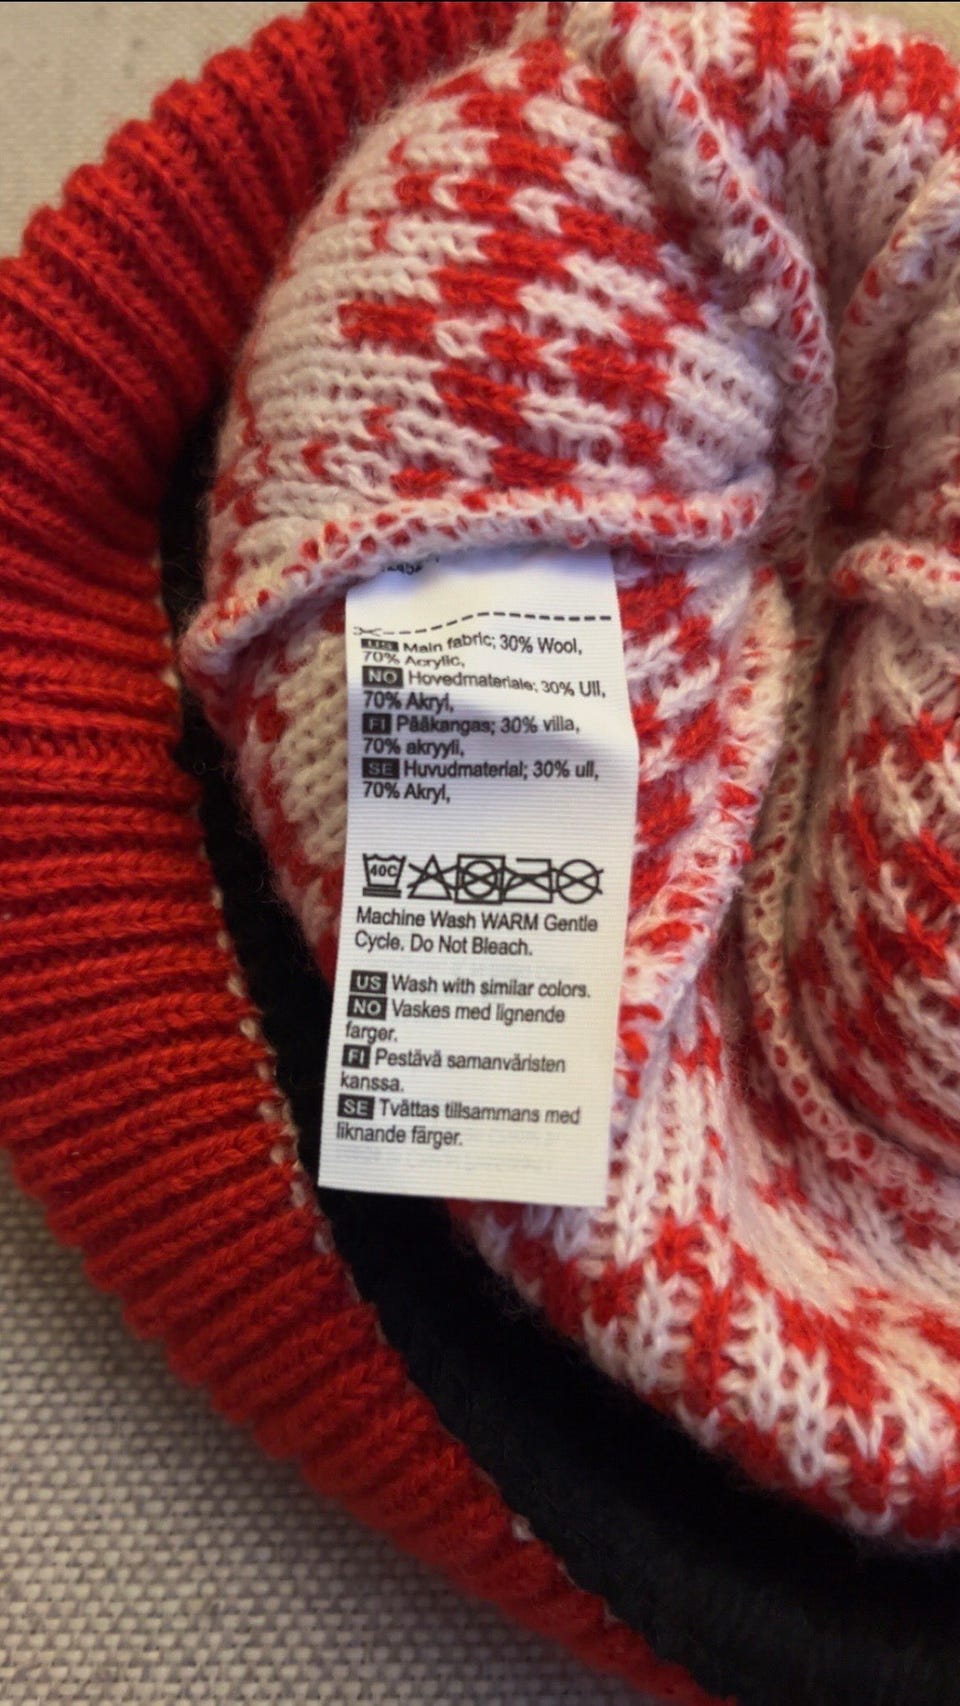 US Main fabric; 30% Wool,
70% Acrylic,
NO Hovedmateriale; 30% Ull,
70% Akryl,
FI Pääkangas; 30% villa,
70% akryyli,
SE Huvudmaterial; 30% ull,
70% Akryl,
40C
Machine Wash WARM Gentle
Cycle. Do Not Bleach.
US Wash with similar colors.
NO Vaskes med lignende
farger.
FI Pestävä samanväristen
kanssa.
SE Tvättas tillsammans med
liknande färger.